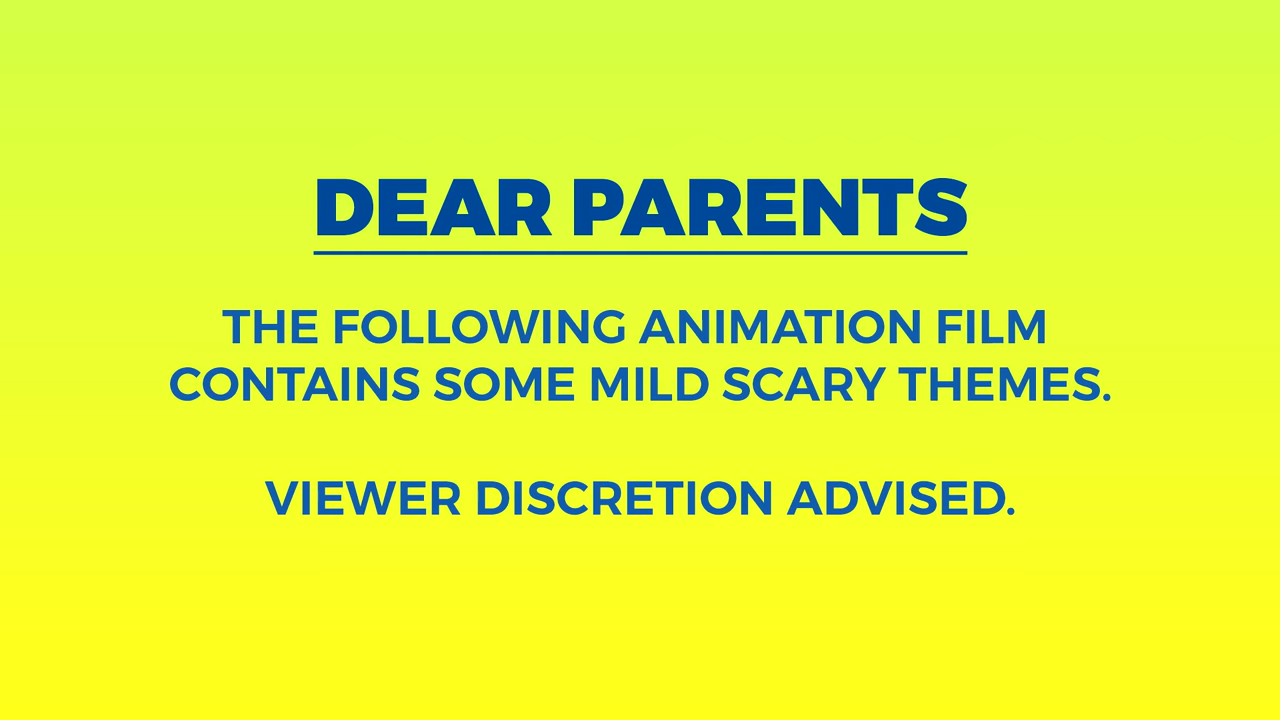 DEAR PARENTS
THE FOLLOWING ANIMATION FILM
CONTAINS SOME MILD SCARY THEMES.
VIEWER DISCRETION ADVISED.